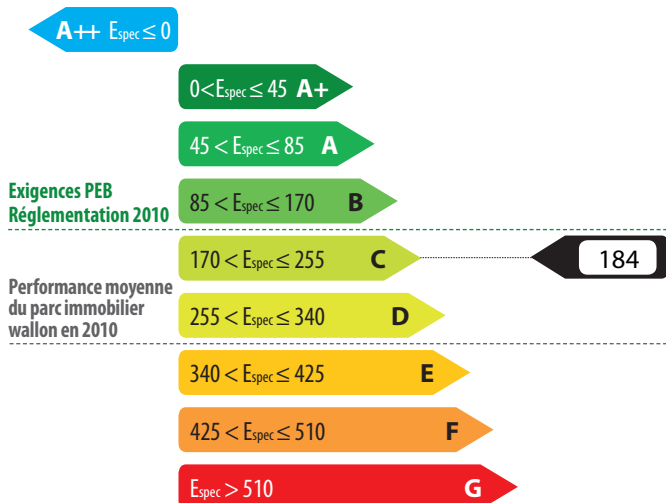 A++ Espec ≤ 0
0<Espec ≤ 45 A+
45 < Espec ≤ 85 A
Exigences PEB
Réglementation 2010
85 < Espec ≤ 170 B
170 < Espec ≤ 255 C
184
Performance moyenne
du parc immobilier
wallon en 2010
255 < Espec ≤ 340 D
340 < Espec ≤ 425 E
425 < Espec ≤ 510 F
Espec > 510 G